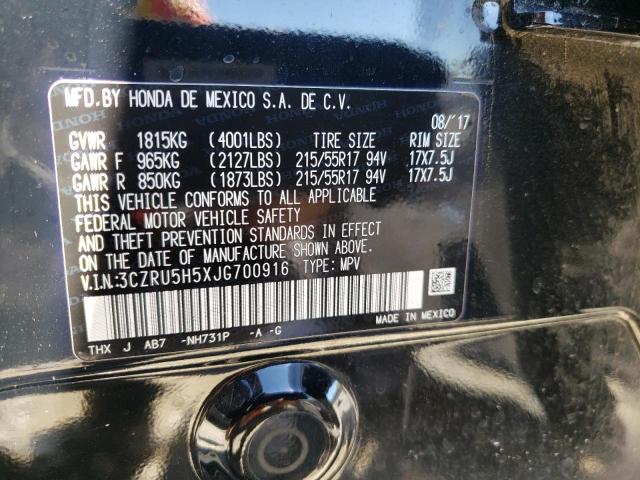 MFD.BY HONDA DE MEXICO S.A. DE C.V.
08/'17
GVWR 1815KG (4001LBS) TIRE SIZE RIM SIZE
GAWR F 965KG (2127LBS) 215/55R17 94V 17X7.5J
GAWR R 850KG (1873LBS) 215/55R17 94V 17X7.5J
THIS VEHICLE CONFORMS TO ALL APPLICABLE
FEDERAL MOTOR VEHICLE SAFETY
AND THEFT PREVENTION STANDARDS IN EFFECT
ON THE DATE OF MANUFACTURE SHOWN ABOVE.
V.I.N:3CZRU5H5XJG700916 TYPE: MPV
MADE IN MEXICO
THX J AB7 -NH731P -A -G